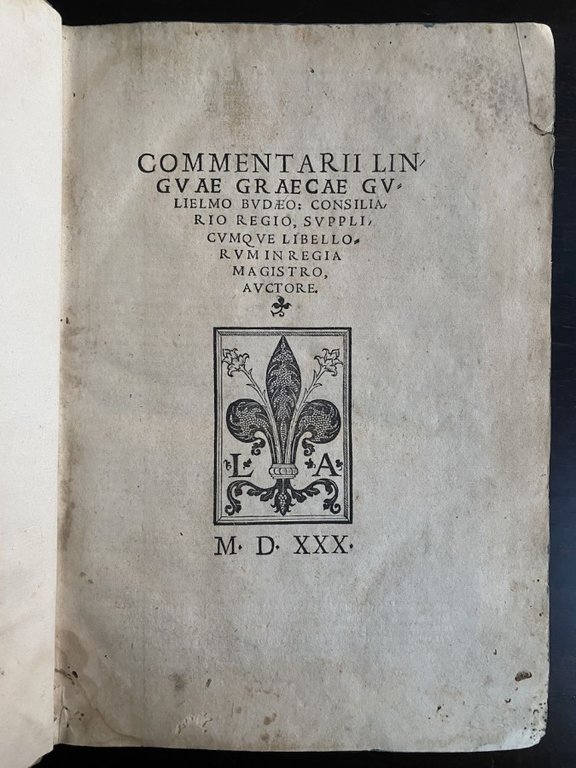 COMMENTARII LIN-
GVAE GRAECAE GV-
LIELMO BVDÆO: CONSILIA-
RIO REGIO, SVPPLI-
CVMQVE LIBELLO-
RVM IN REGIA
MAGISTRO,
AVCTORE.
L A
M· D· XXX·